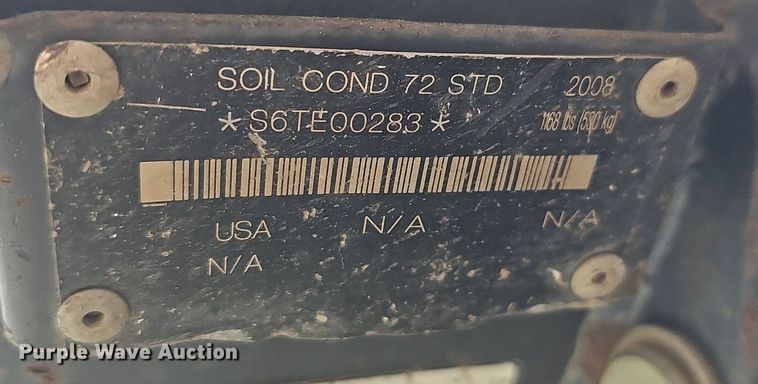 SOIL COND 72 STD 2008
*S6TE00283* 1168 lbs [530 kg]
USA N/A N/A
N/A
Purple Wave Auction